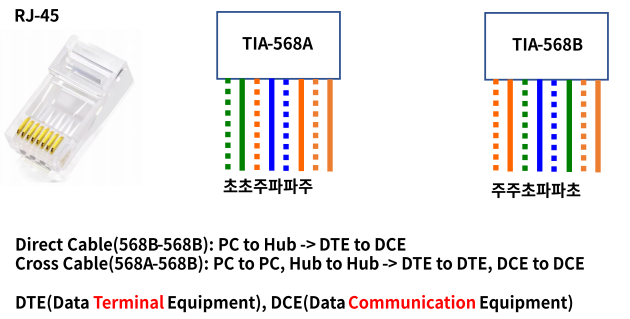 RJ-45
TIA-568A
TIA-568B
초초주파파주
주주초파파초
Direct Cable(568B-568B): PC to Hub -> DTE to DCE
Cross Cable(568A-568B): PC to PC, Hub to Hub -> DTE to DTE, DCE to DCE
DTE(Data Terminal Equipment), DCE(Data Communication Equipment)